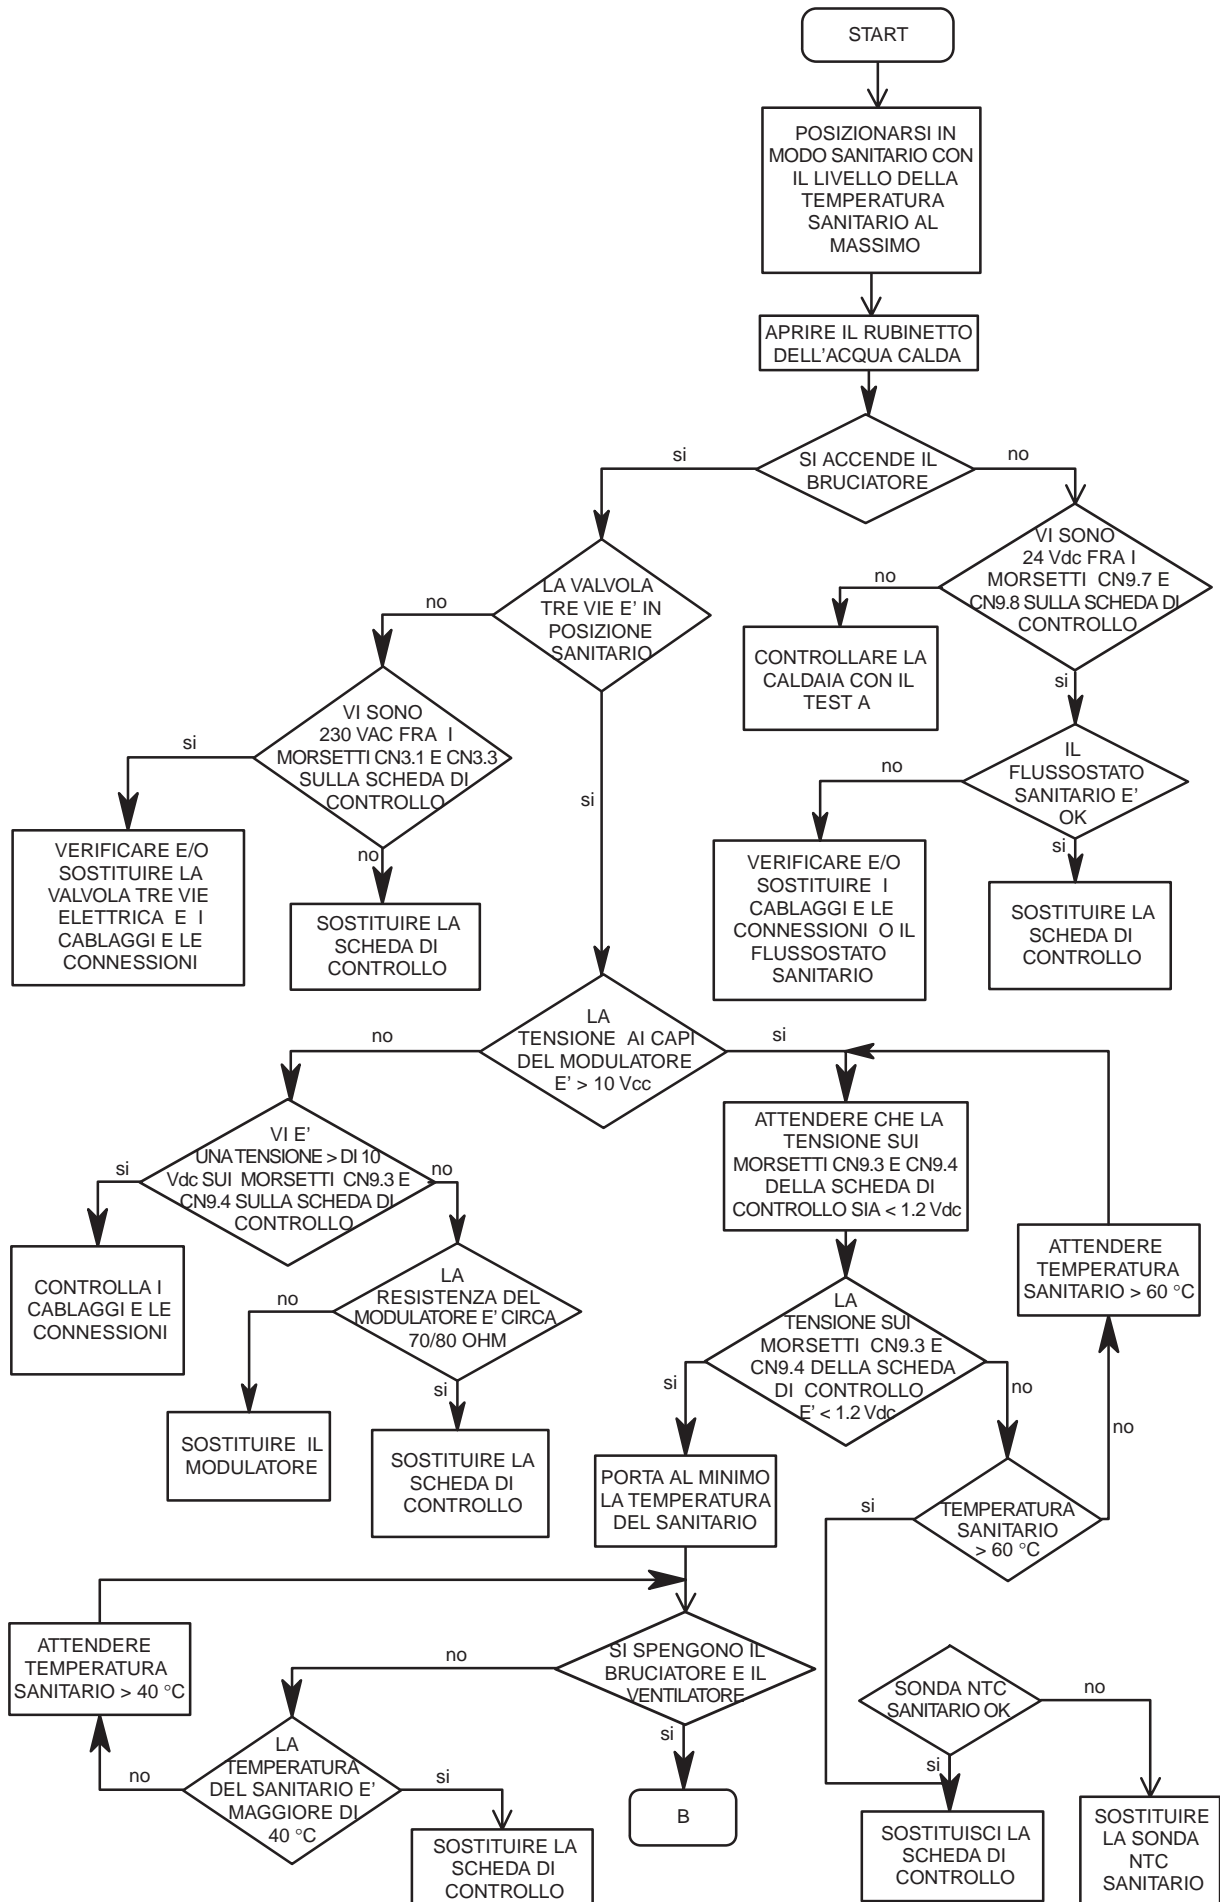 START
POSIZIONARSI IN
MODO SANITARIO CON
IL LIVELLO DELLA
TEMPERATURA
SANITARIO AL
MASSIMO
APRIRE IL RUBINETTO
DELL'ACQUA CALDA
si
SI ACCENDE IL
BRUCIATORE
no
LA VALVOLA
TRE VIE E' IN
POSIZIONE
SANITARIO
no
si
VI SONO
24 Vdc FRA I
MORSETTI CN9.7 E
CN9.8 SULLA SCHEDA DI
CONTROLLO
no
si
CONTROLLARE LA
CALDAIA CON IL
TEST A
VI SONO
230 VAC FRA I
MORSETTI CN3.1 E CN3.3
SULLA SCHEDA DI
CONTROLLO
si
no
IL
FLUSSOSTATO
SANITARIO E'
OK
no
si
VERIFICARE E/O
SOSTITUIRE LA
VALVOLA TRE VIE
ELETTRICA E I
CABLAGGI E LE
CONNESSIONI
SOSTITUIRE LA
SCHEDA DI
CONTROLLO
VERIFICARE E/O
SOSTITUIRE I
CABLAGGI E LE
CONNESSIONI O IL
FLUSSOSTATO
SANITARIO
SOSTITUIRE LA
SCHEDA DI
CONTROLLO
LA
TENSIONE AI CAPI
DEL MODULATORE
E' > 10 Vcc
no
si
VI E'
UNA TENSIONE > DI 10
Vdc SUI MORSETTI CN9.3 E
CN9.4 SULLA SCHEDA DI
CONTROLLO
si
no
ATTENDERE CHE LA
TENSIONE SUI
MORSETTI CN9.3 E CN9.4
DELLA SCHEDA DI
CONTROLLO SIA < 1.2 Vdc
CONTROLLA I
CABLAGGI E LE
CONNESSIONI
LA
RESISTENZA DEL
MODULATORE E' CIRCA
70/80 OHM
no
si
LA
TENSIONE SUI
MORSETTI CN9.3 E
CN9.4 DELLA SCHEDA
DI CONTROLLO
E' < 1.2 Vdc
si
no
ATTENDERE
TEMPERATURA
SANITARIO > 60 °C
SOSTITUIRE IL
MODULATORE
SOSTITUIRE LA
SCHEDA DI
CONTROLLO
PORTA AL MINIMO
LA TEMPERATURA
DEL SANITARIO
TEMPERATURA
SANITARIO
> 60 °C
si
no
ATTENDERE
TEMPERATURA
SANITARIO > 40 °C
SI SPENGONO IL
BRUCIATORE E IL
VENTILATORE
no
si
SONDA NTC
SANITARIO OK
no
si
LA
TEMPERATURA
DEL SANITARIO E'
MAGGIORE DI
40 °C
no
si
B
SOSTITUIRE LA
SCHEDA DI
CONTROLLO
SOSTITUISCI LA
SCHEDA DI
CONTROLLO
SOSTITUIRE
LA SONDA
NTC
SANITARIO